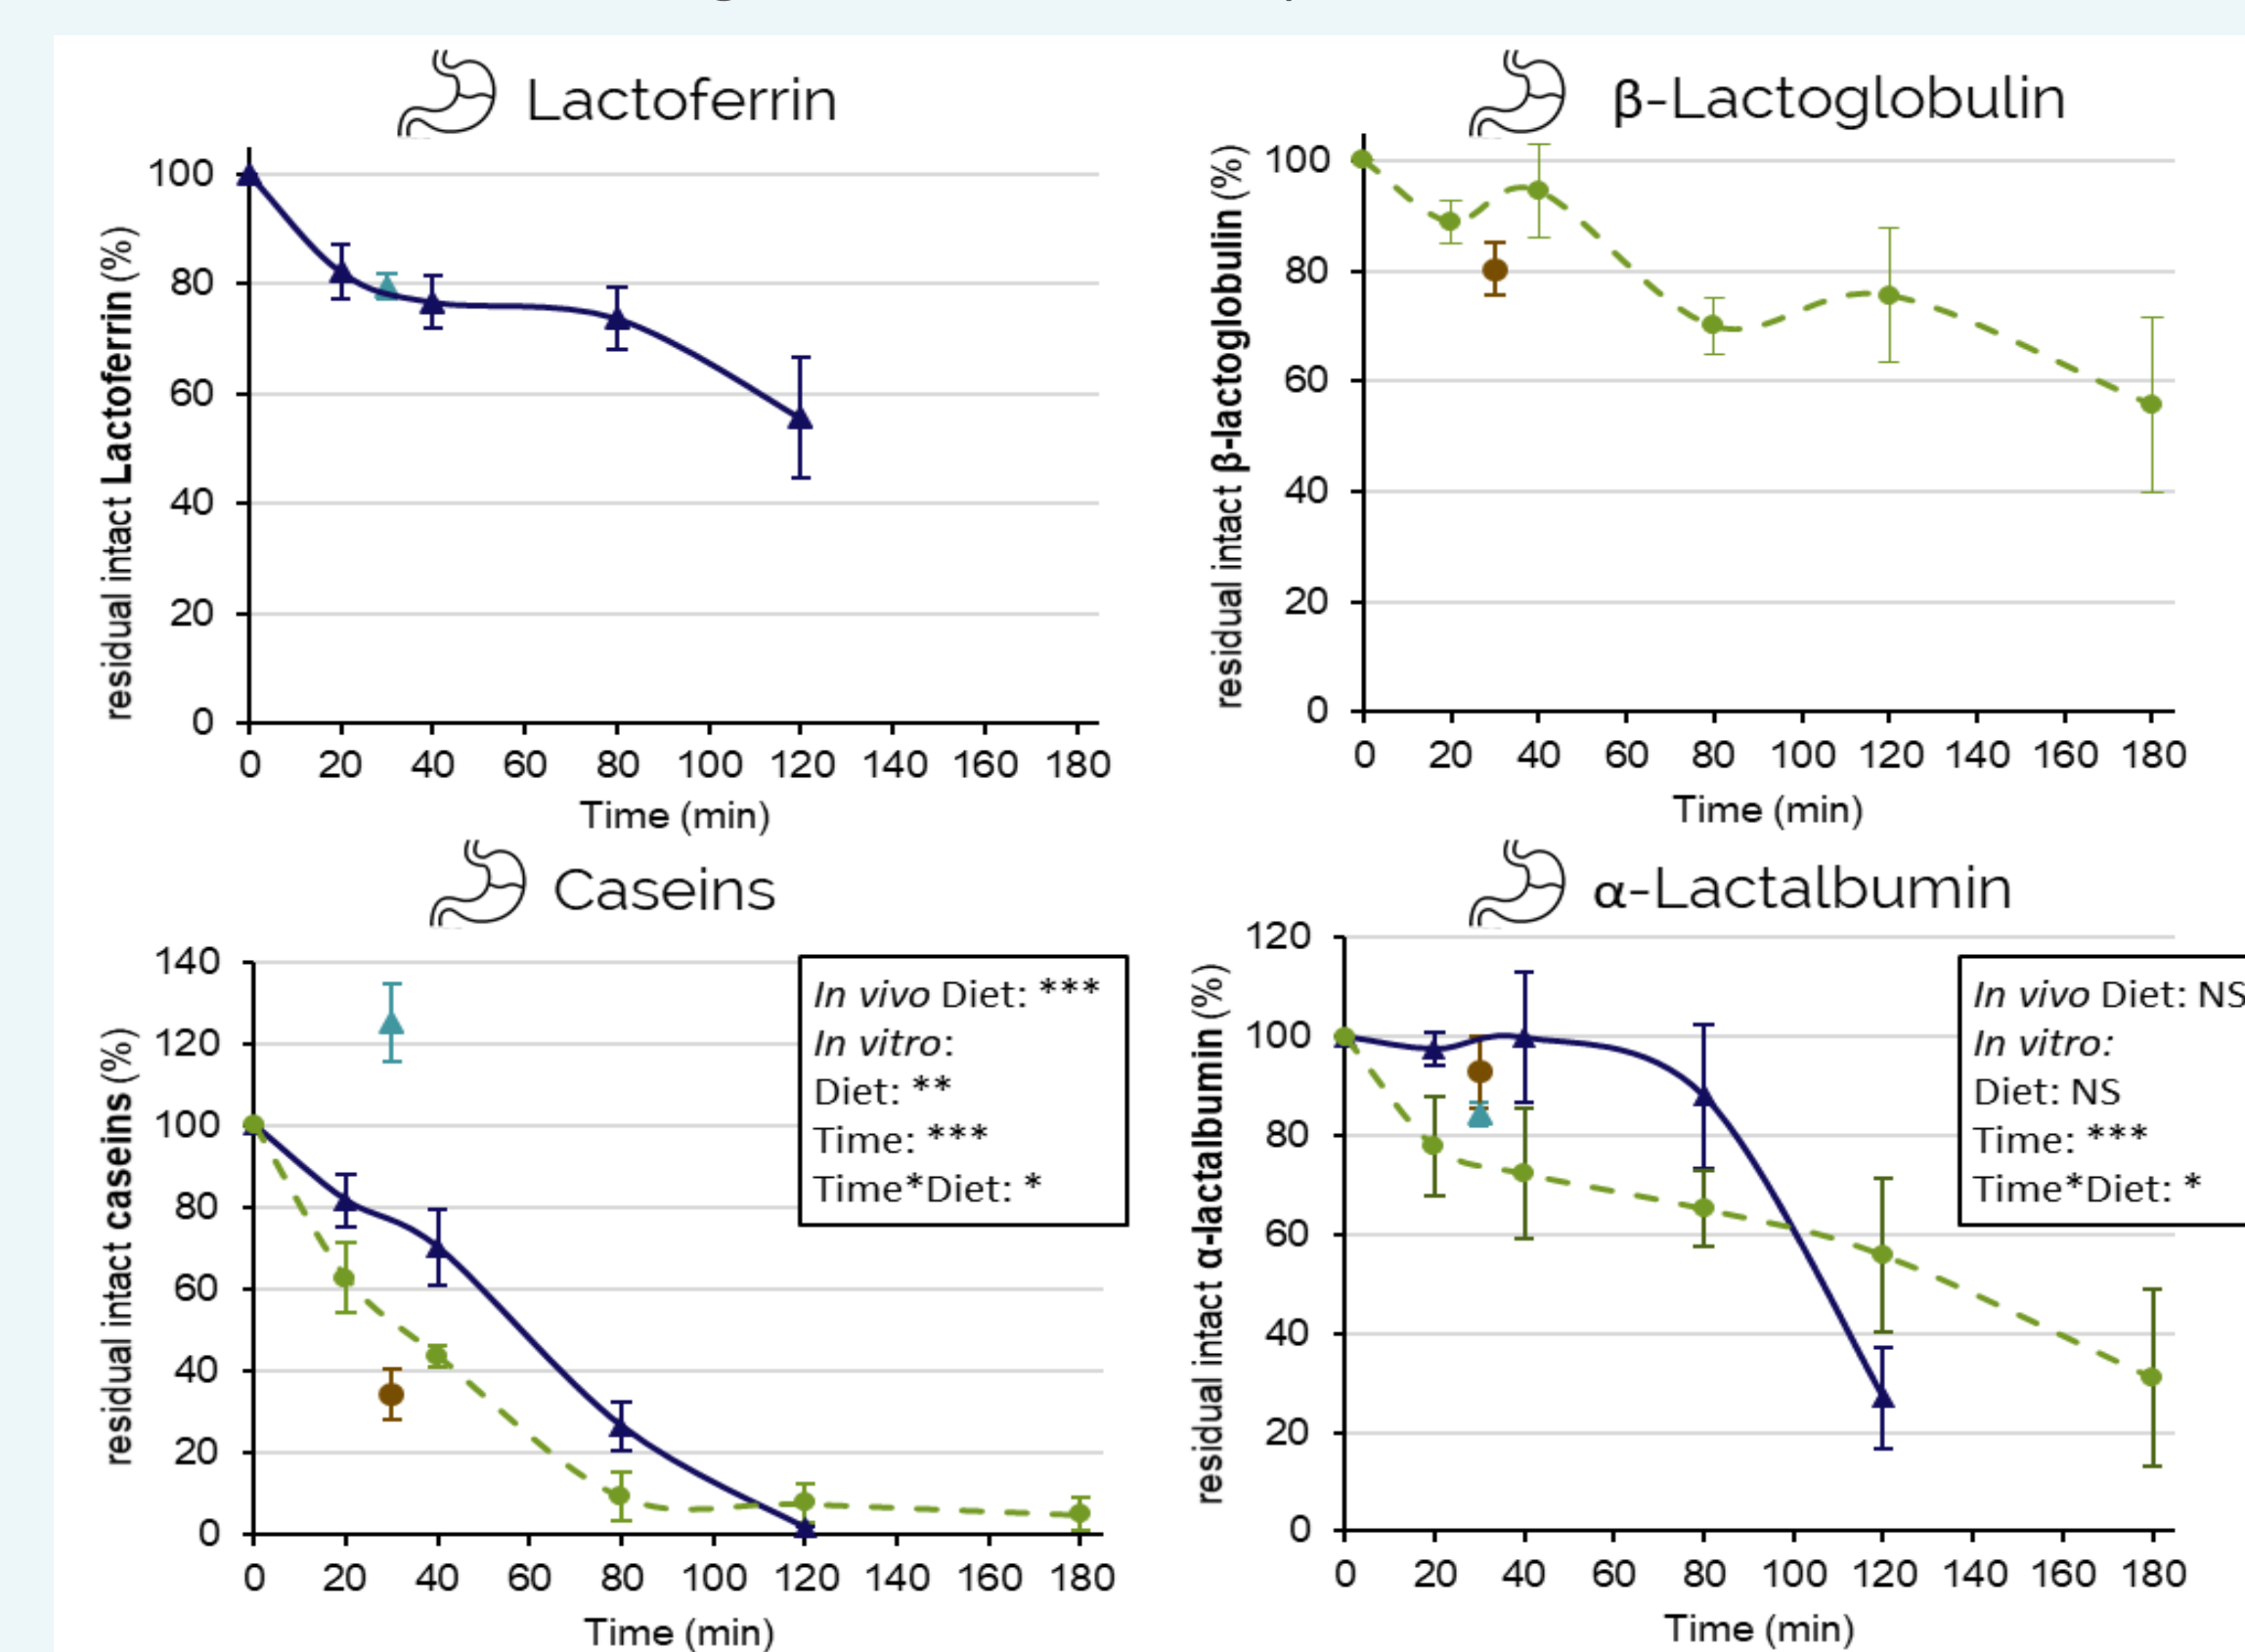 Lactoferrin
residual intact Lactoferrin (%)
100
80
60
40
20
0
0 20 40 60 80 100 120 140 160 180
Time (min)
β-Lactoglobulin
residual intact β-lactoglobulin (%)
100
80
60
40
20
0
0 20 40 60 80 100 120 140 160 180
Time (min)
Caseins
residual intact caseins (%)
140
120
100
80
60
40
20
0
0 20 40 60 80 100 120 140 160 180
Time (min)
In vivo Diet: ***
In vitro:
Diet: **
Time: ***
Time*Diet: *
α-Lactalbumin
residual intact α-lactalbumin (%)
120
100
80
60
40
20
0
0 20 40 60 80 100 120 140 160 180
Time (min)
In vivo Diet: NS
In vitro:
Diet: NS
Time: ***
Time*Diet: *